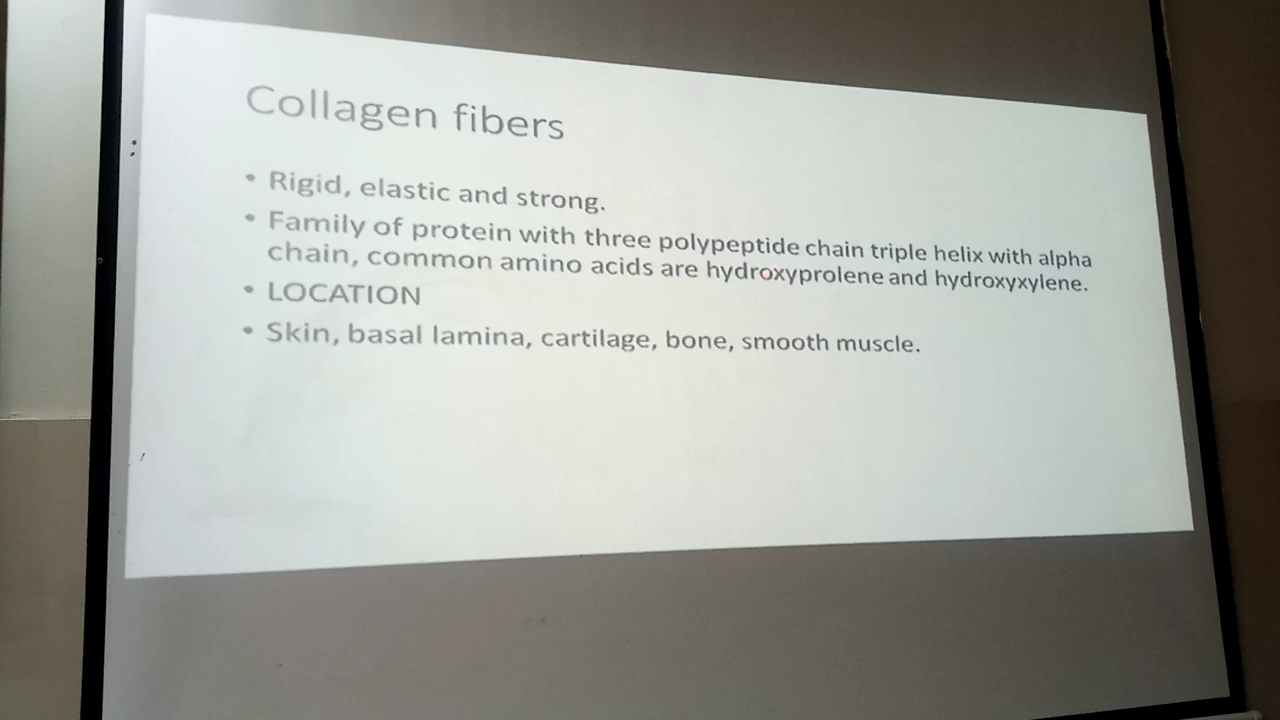 Collagen fibers
• Rigid, elastic and strong.
• Family of protein with three polypeptide chain triple helix with alpha
chain, common amino acids are hydroxyprolene and hydroxyxylene.
• LOCATION
• Skin, basal lamina, cartilage, bone, smooth muscle.